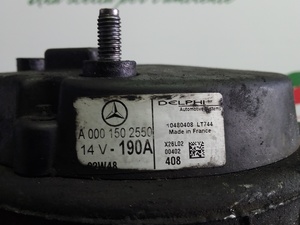 DELPHI
Automotive Systems
A 000 150 2550
10480408 LT744
Made in France
14 V - 190A
X26L02
00402
408